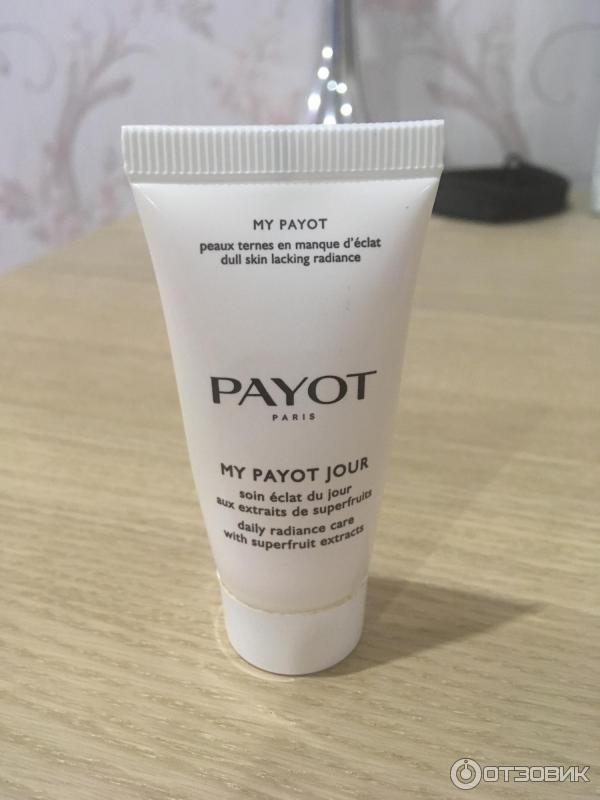 MY PAYOT
peaux ternes en manque d'éclat
dull skin lacking radiance
PAYOT
PARIS
MY PAYOT JOUR
soin éclat du jour
aux extraits de superfruits
daily radiance care
with superfruit extracts
ОТЗОВИК